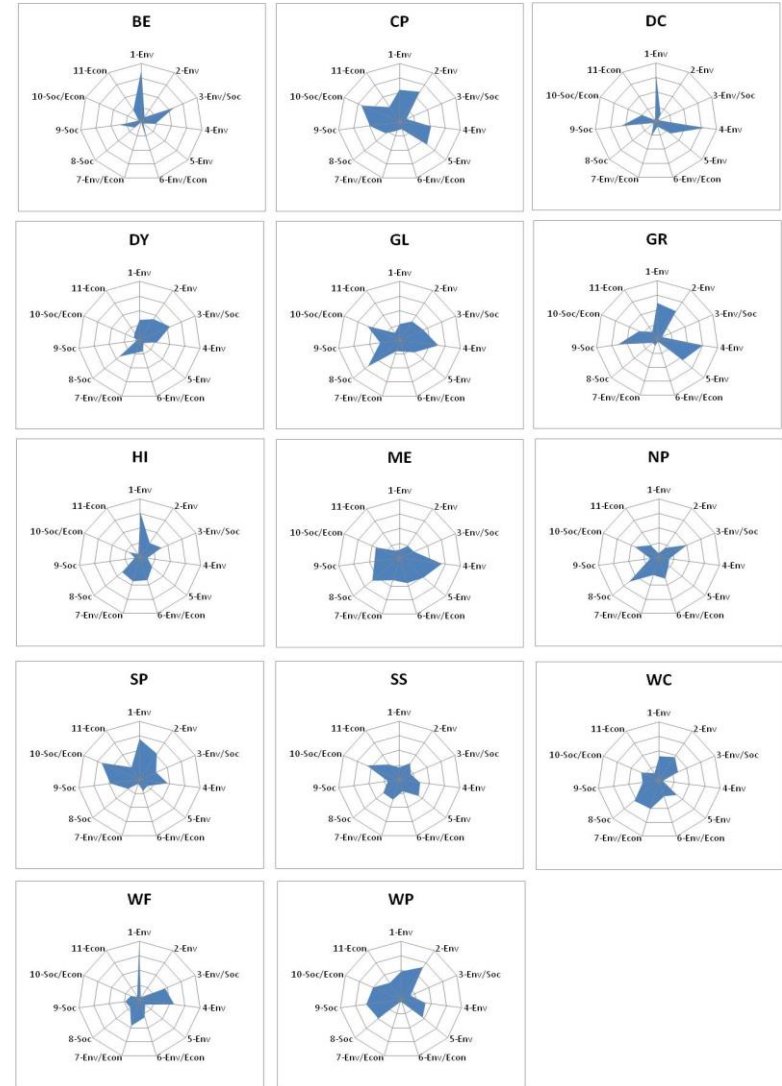 BE
1-Env
2-Env
3-Env/Soc
4-Env
5-Env
6-Env/Econ
7-Env/Econ
8-Soc
9-Soc
10-Soc/Econ
11-Econ
CP
1-Env
2-Env
3-Env/Soc
4-Env
5-Env
6-Env/Econ
7-Env/Econ
8-Soc
9-Soc
10-Soc/Econ
11-Econ
DC
1-Env
2-Env
3-Env/Soc
4-Env
5-Env
6-Env/Econ
7-Env/Econ
8-Soc
9-Soc
10-Soc/Econ
11-Econ
DY
1-Env
2-Env
3-Env/Soc
4-Env
5-Env
6-Env/Econ
7-Env/Econ
8-Soc
9-Soc
10-Soc/Econ
11-Econ
GL
1-Env
2-Env
3-Env/Soc
4-Env
5-Env
6-Env/Econ
7-Env/Econ
8-Soc
9-Soc
10-Soc/Econ
11-Econ
GR
1-Env
2-Env
3-Env/Soc
4-Env
5-Env
6-Env/Econ
7-Env/Econ
8-Soc
9-Soc
10-Soc/Econ
11-Econ
HI
1-Env
2-Env
3-Env/Soc
4-Env
5-Env
6-Env/Econ
7-Env/Econ
8-Soc
9-Soc
10-Soc/Econ
11-Econ
ME
1-Env
2-Env
3-Env/Soc
4-Env
5-Env
6-Env/Econ
7-Env/Econ
8-Soc
9-Soc
10-Soc/Econ
11-Econ
NP
1-Env
2-Env
3-Env/Soc
4-Env
5-Env
6-Env/Econ
7-Env/Econ
8-Soc
9-Soc
10-Soc/Econ
11-Econ
SP
1-Env
2-Env
3-Env/Soc
4-Env
5-Env
6-Env/Econ
7-Env/Econ
8-Soc
9-Soc
10-Soc/Econ
11-Econ
SS
1-Env
2-Env
3-Env/Soc
4-Env
5-Env
6-Env/Econ
7-Env/Econ
8-Soc
9-Soc
10-Soc/Econ
11-Econ
WC
1-Env
2-Env
3-Env/Soc
4-Env
5-Env
6-Env/Econ
7-Env/Econ
8-Soc
9-Soc
10-Soc/Econ
11-Econ
WF
1-Env
2-Env
3-Env/Soc
4-Env
5-Env
6-Env/Econ
7-Env/Econ
8-Soc
9-Soc
10-Soc/Econ
11-Econ
WP
1-Env
2-Env
3-Env/Soc
4-Env
5-Env
6-Env/Econ
7-Env/Econ
8-Soc
9-Soc
10-Soc/Econ
11-Econ